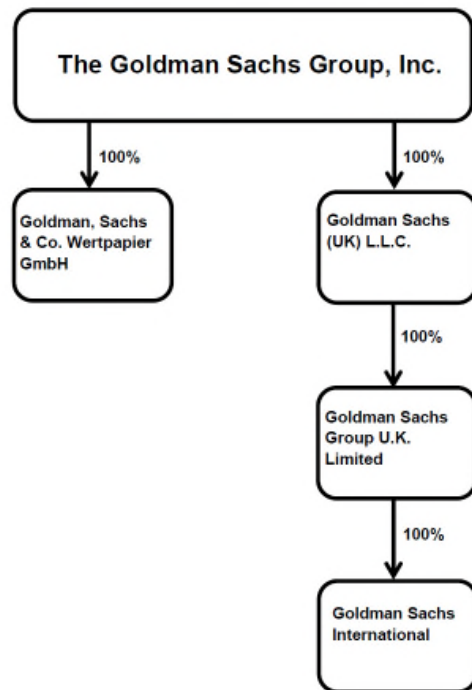 The Goldman Sachs Group, Inc.
100%
100%
Goldman, Sachs
& Co. Wertpapier
GmbH
Goldman Sachs
(UK) L.L.C.
100%
Goldman Sachs
Group U.K.
Limited
100%
Goldman Sachs
International